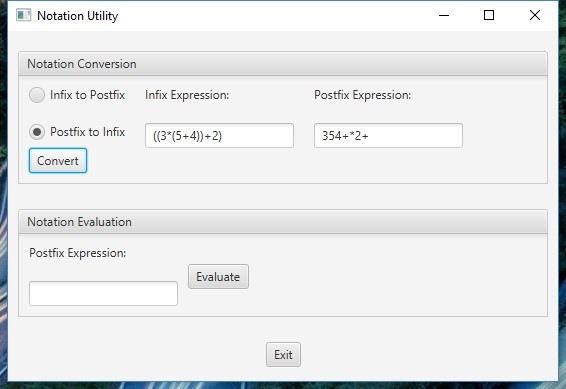 Notation Utility
Notation Conversion
Infix to Postfix
Infix Expression:
Postfix Expression:
Postfix to Infix
((3*(5+4))+2)
354+*2+
Convert
Notation Evaluation
Postfix Expression:
Evaluate
Exit